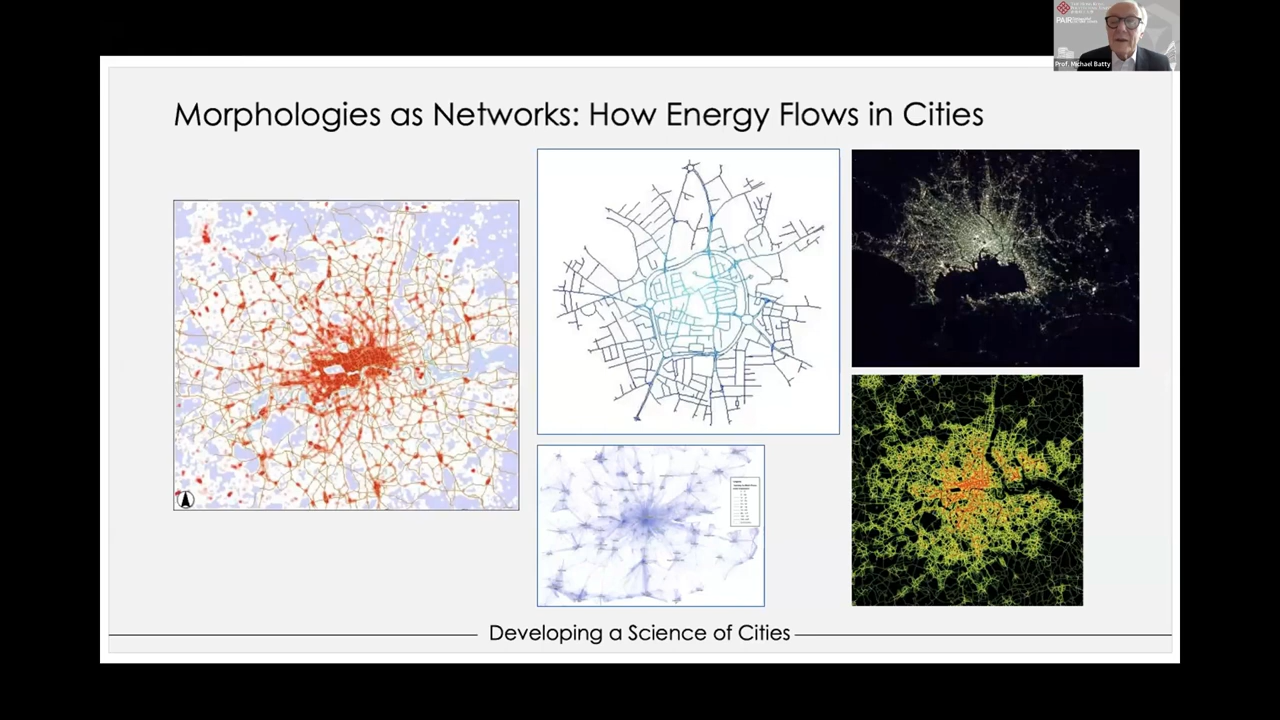 PAIR
Prof. Michael Batty
Morphologies as Networks: How Energy Flows in Cities
Developing a Science of Cities